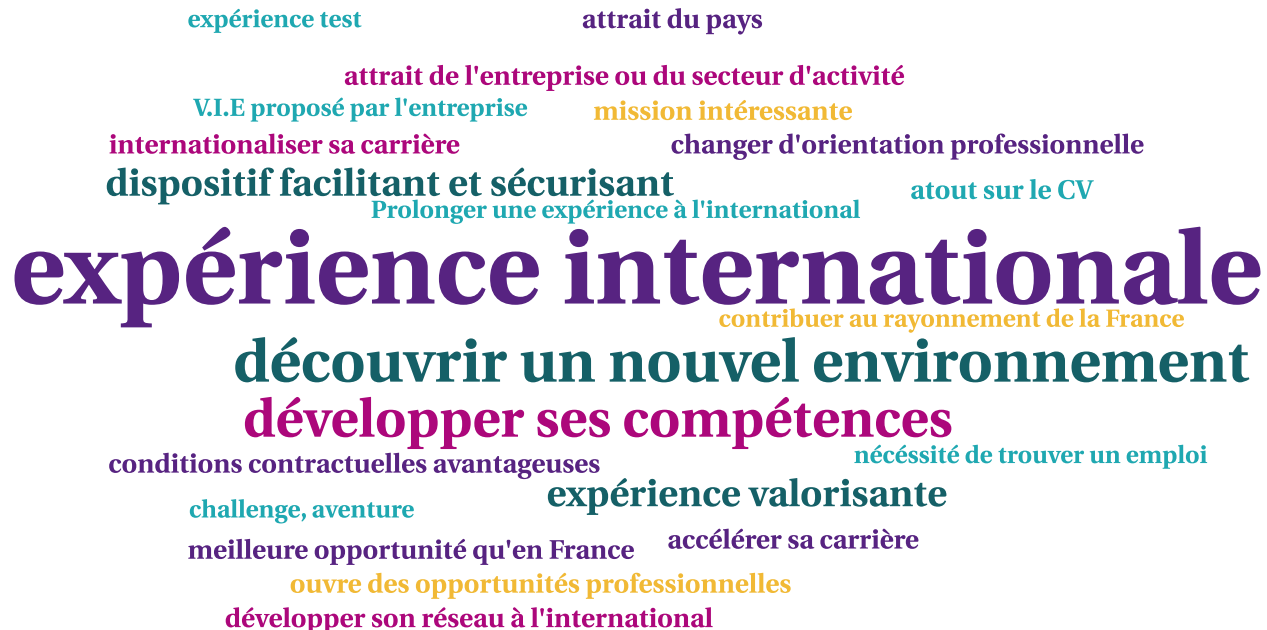 expérience test
attrait du pays
attrait de l'entreprise ou du secteur d'activité
V.I.E proposé par l'entreprise
mission intéressante
internationaliser sa carrière
changer d'orientation professionnelle
dispositif facilitant et sécurisant
atout sur le CV
Prolonger une expérience à l'international
expérience internationale
contribuer au rayonnement de la France
découvrir un nouvel environnement
développer ses compétences
nécéssité de trouver un emploi
conditions contractuelles avantageuses
expérience valorisante
challenge, aventure
accélérer sa carrière
meilleure opportunité qu'en France
ouvre des opportunités professionnelles
développer son réseau à l'international